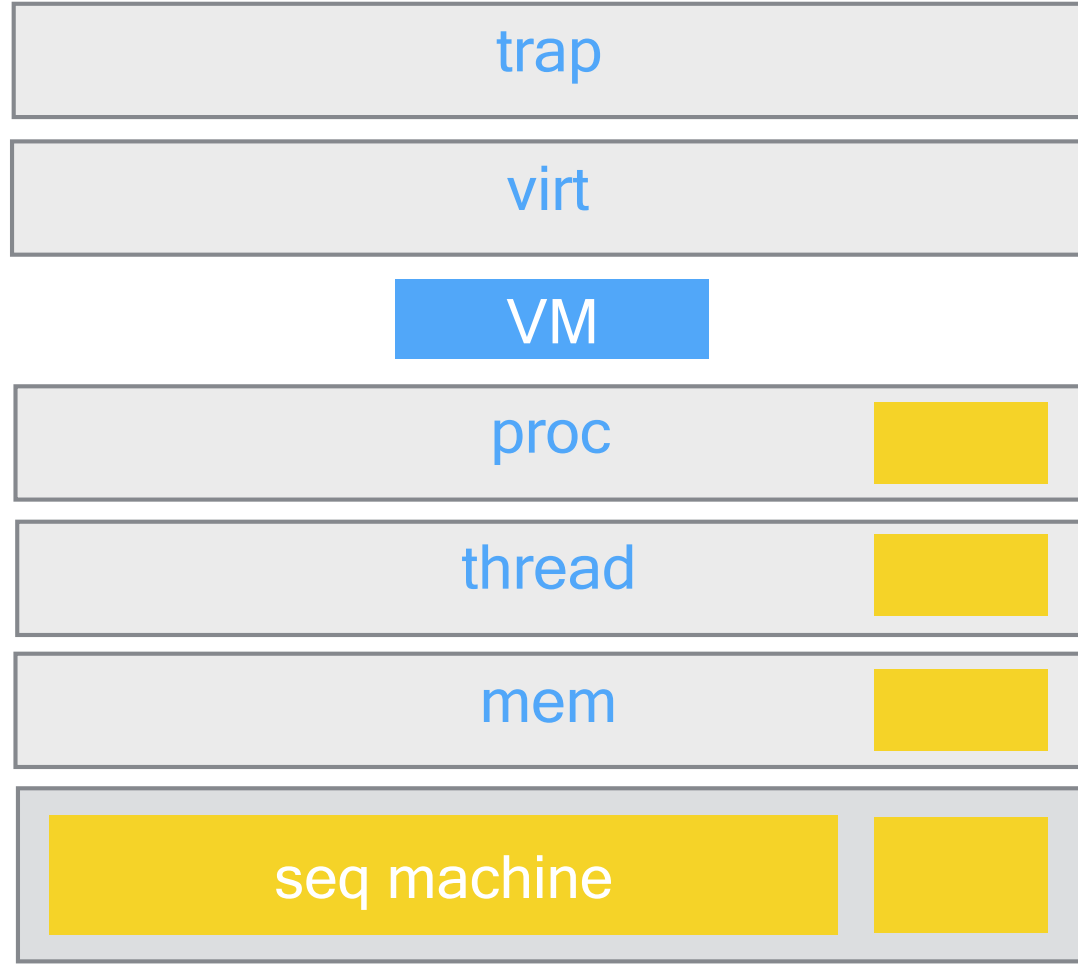 trap
virt
VM
proc
thread
mem
seq machine